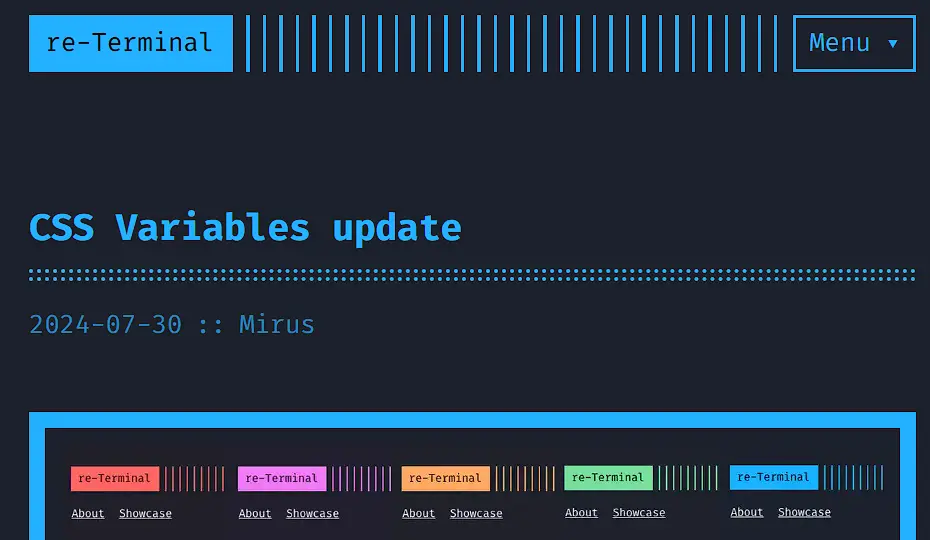 re-Terminal Menu ▾
CSS Variables update
2024-07-30 :: Mirus
re-Terminal re-Terminal re-Terminal re-Terminal re-Terminal
About Showcase About Showcase About Showcase About Showcase About Showcase